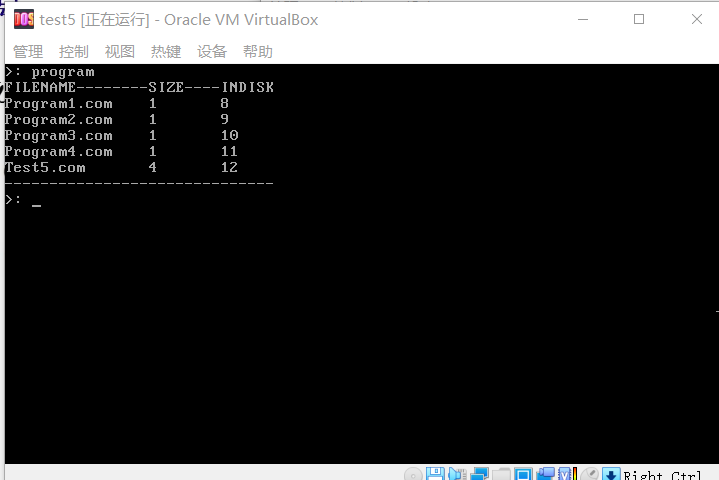 test5 [正在运行] - Oracle VM VirtualBox
管理 控制 视图 热键 设备 帮助
>: program
FILENAME--------SIZE----INDISK
Program1.com 1 8
Program2.com 1 9
Program3.com 1 10
Program4.com 1 11
Test5.com 4 12
------------------------------
>: _
Right Ctrl